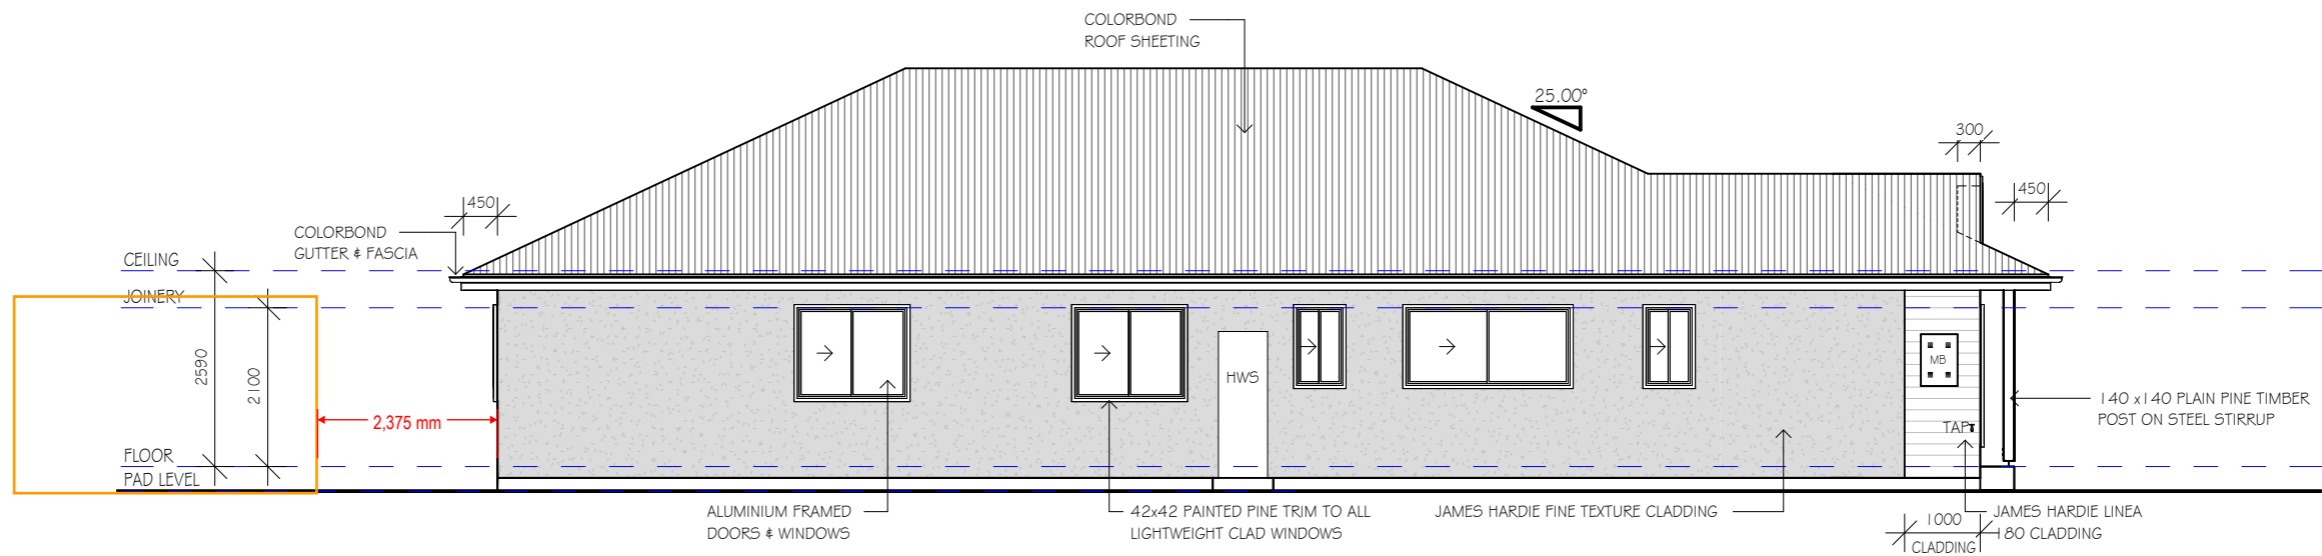 COLORBOND
ROOF SHEETING
25.00°
300
450
450
COLORBOND
GUTTER & FASCIA
CEILING
JOINERY
2590
2100
2,375 mm
HWS
MB
TAP
FLOOR
PAD LEVEL
140 x140 PLAIN PINE TIMBER
POST ON STEEL STIRRUP
ALUMINIUM FRAMED
DOORS & WINDOWS
42x42 PAINTED PINE TRIM TO ALL
LIGHTWEIGHT CLAD WINDOWS
JAMES HARDIE FINE TEXTURE CLADDING
1000
CLADDING
JAMES HARDIE LINEA
180 CLADDING